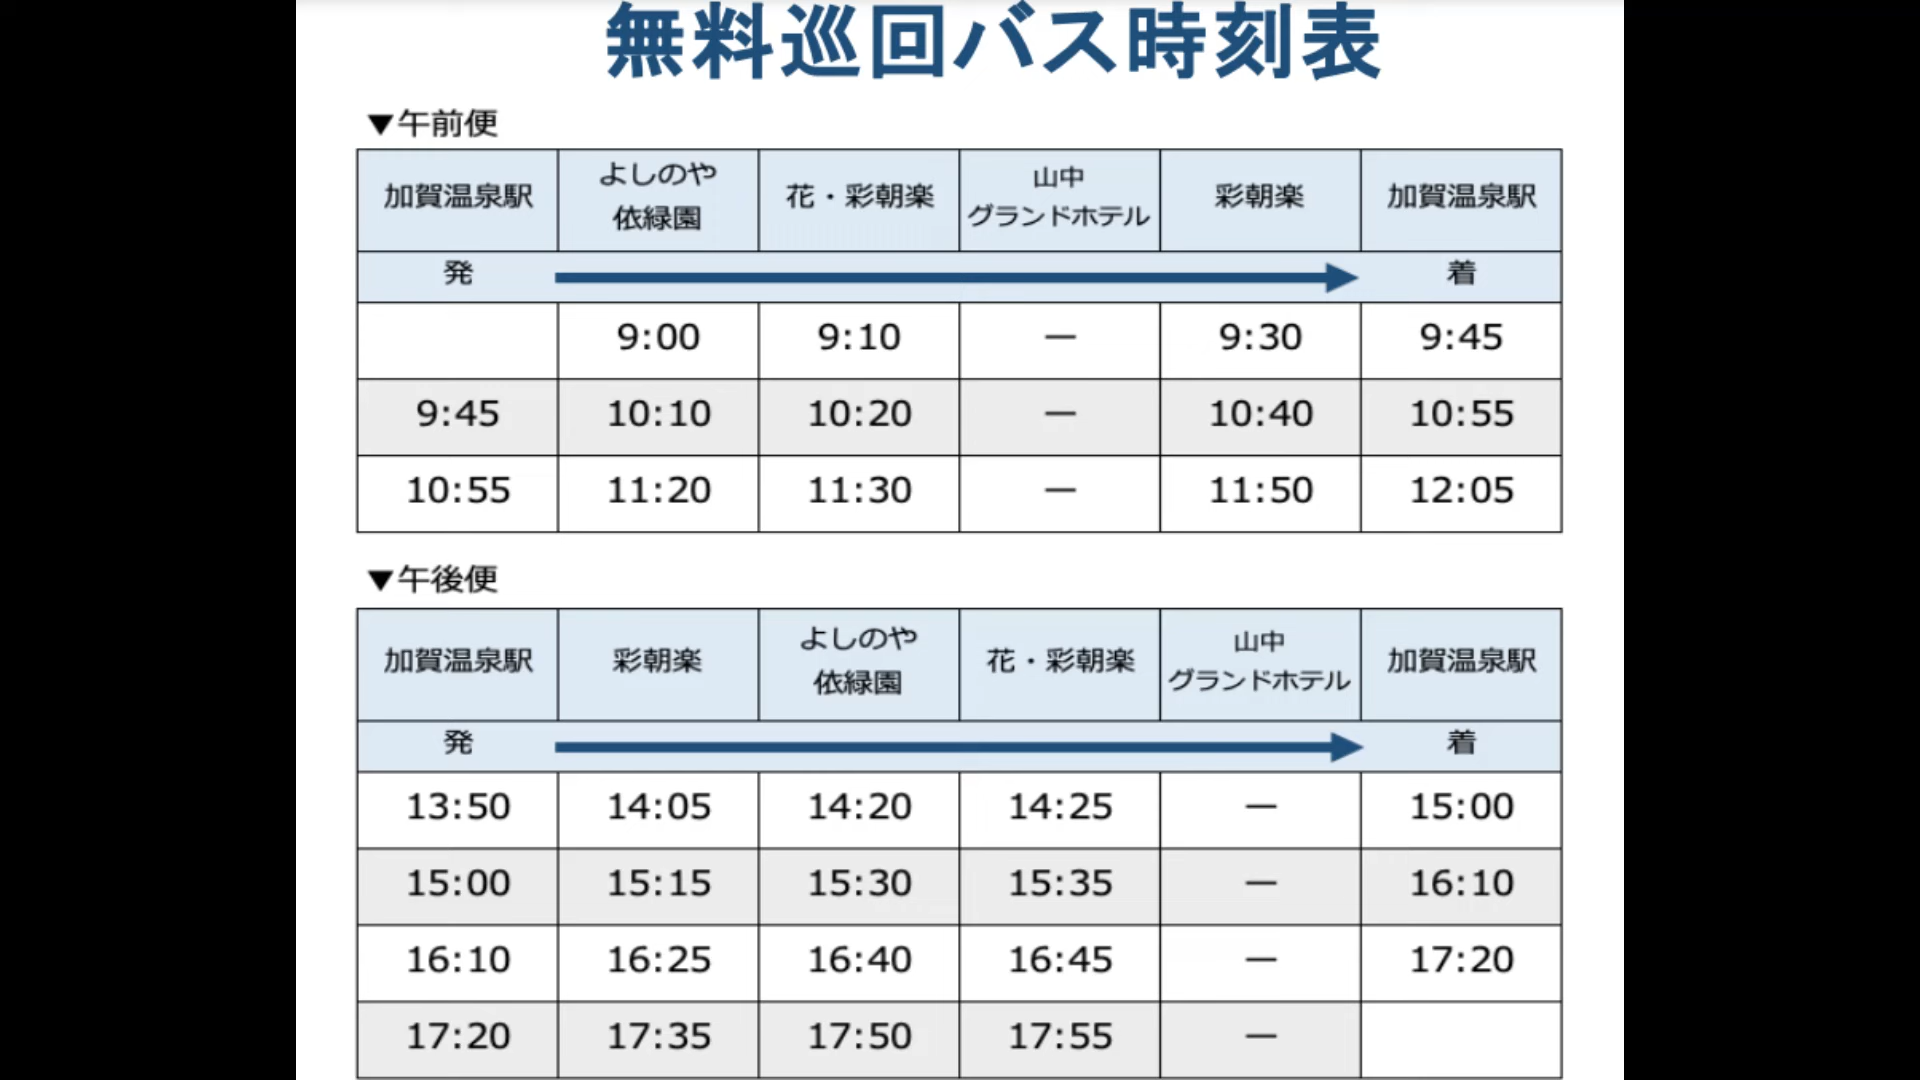 無料巡回バス時刻表
▼午前便
加賀温泉駅 よしのや 依緑園 花・彩朝楽 山中 グランドホテル 彩朝楽 加賀温泉駅
発 着
9:00 9:10 ― 9:30 9:45
9:45 10:10 10:20 ― 10:40 10:55
10:55 11:20 11:30 ― 11:50 12:05
▼午後便
加賀温泉駅 彩朝楽 よしのや 依緑園 花・彩朝楽 山中 グランドホテル 加賀温泉駅
発 着
13:50 14:05 14:20 14:25 ― 15:00
15:00 15:15 15:30 15:35 ― 16:10
16:10 16:25 16:40 16:45 ― 17:20
17:20 17:35 17:50 17:55 ―